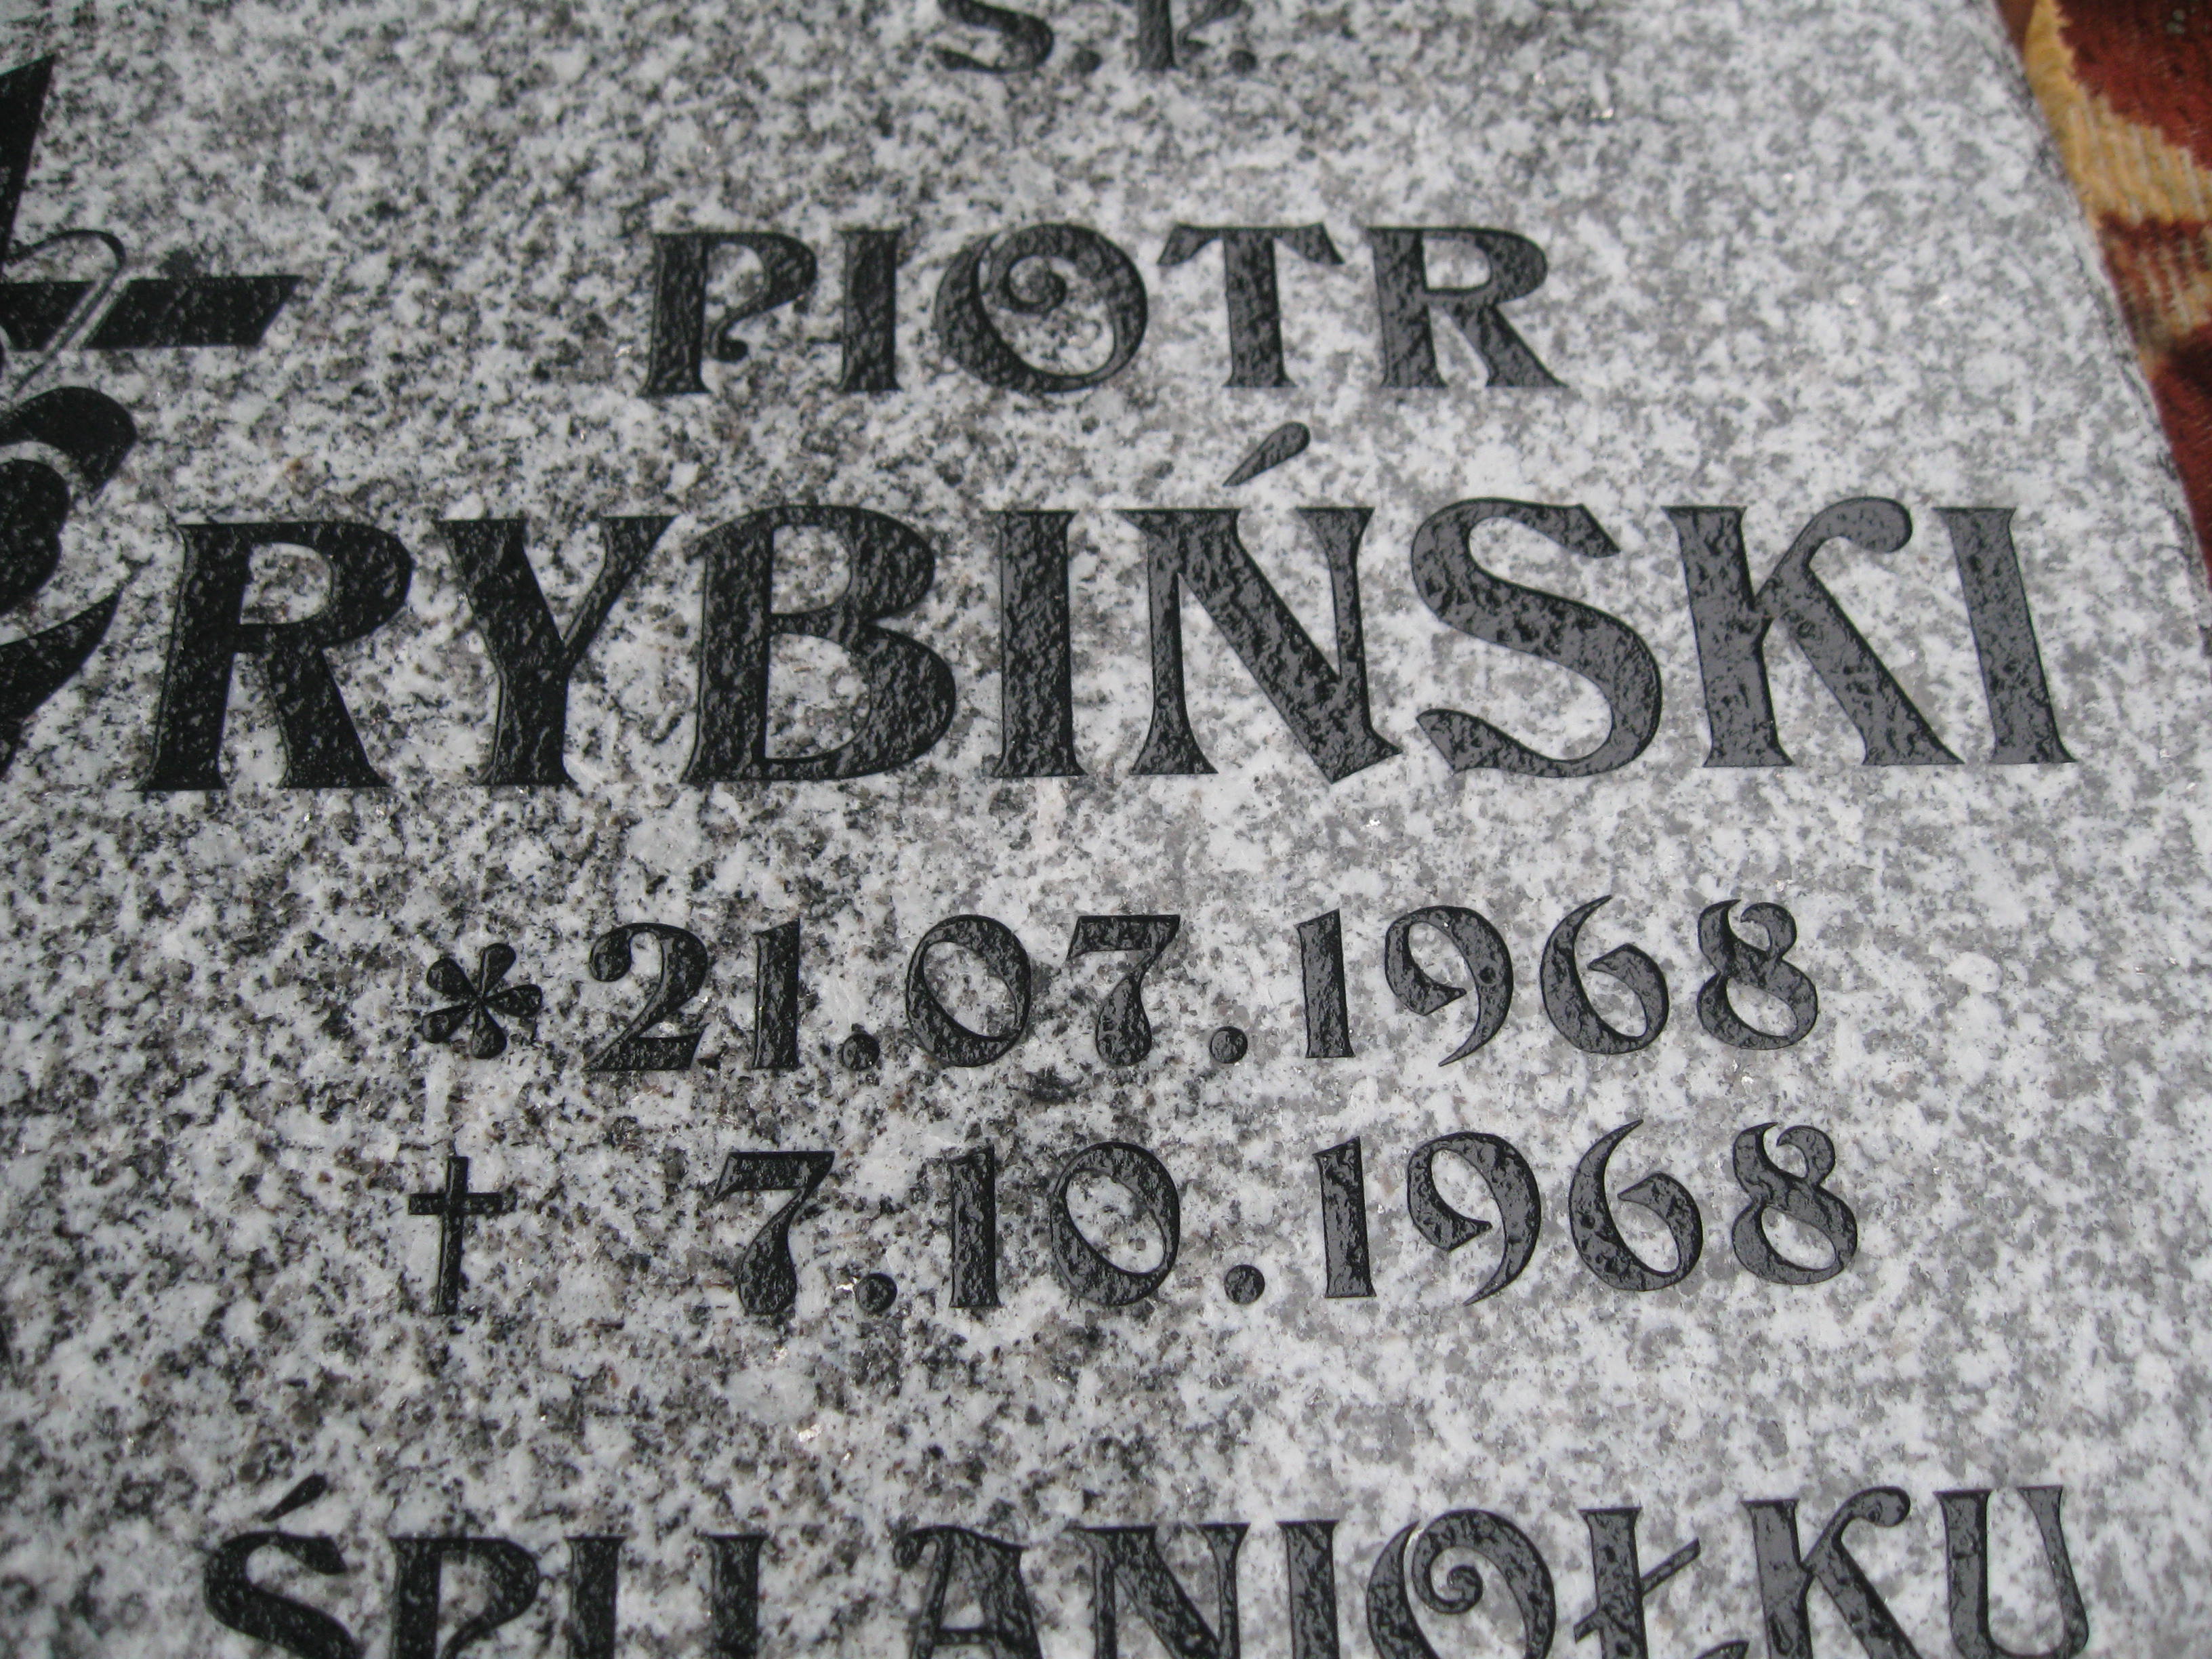 Ś.P.
PIOTR
RYBIŃSKI
* 21.07.1968
† 7.10.1968
ŚPIJ ANIOŁKU